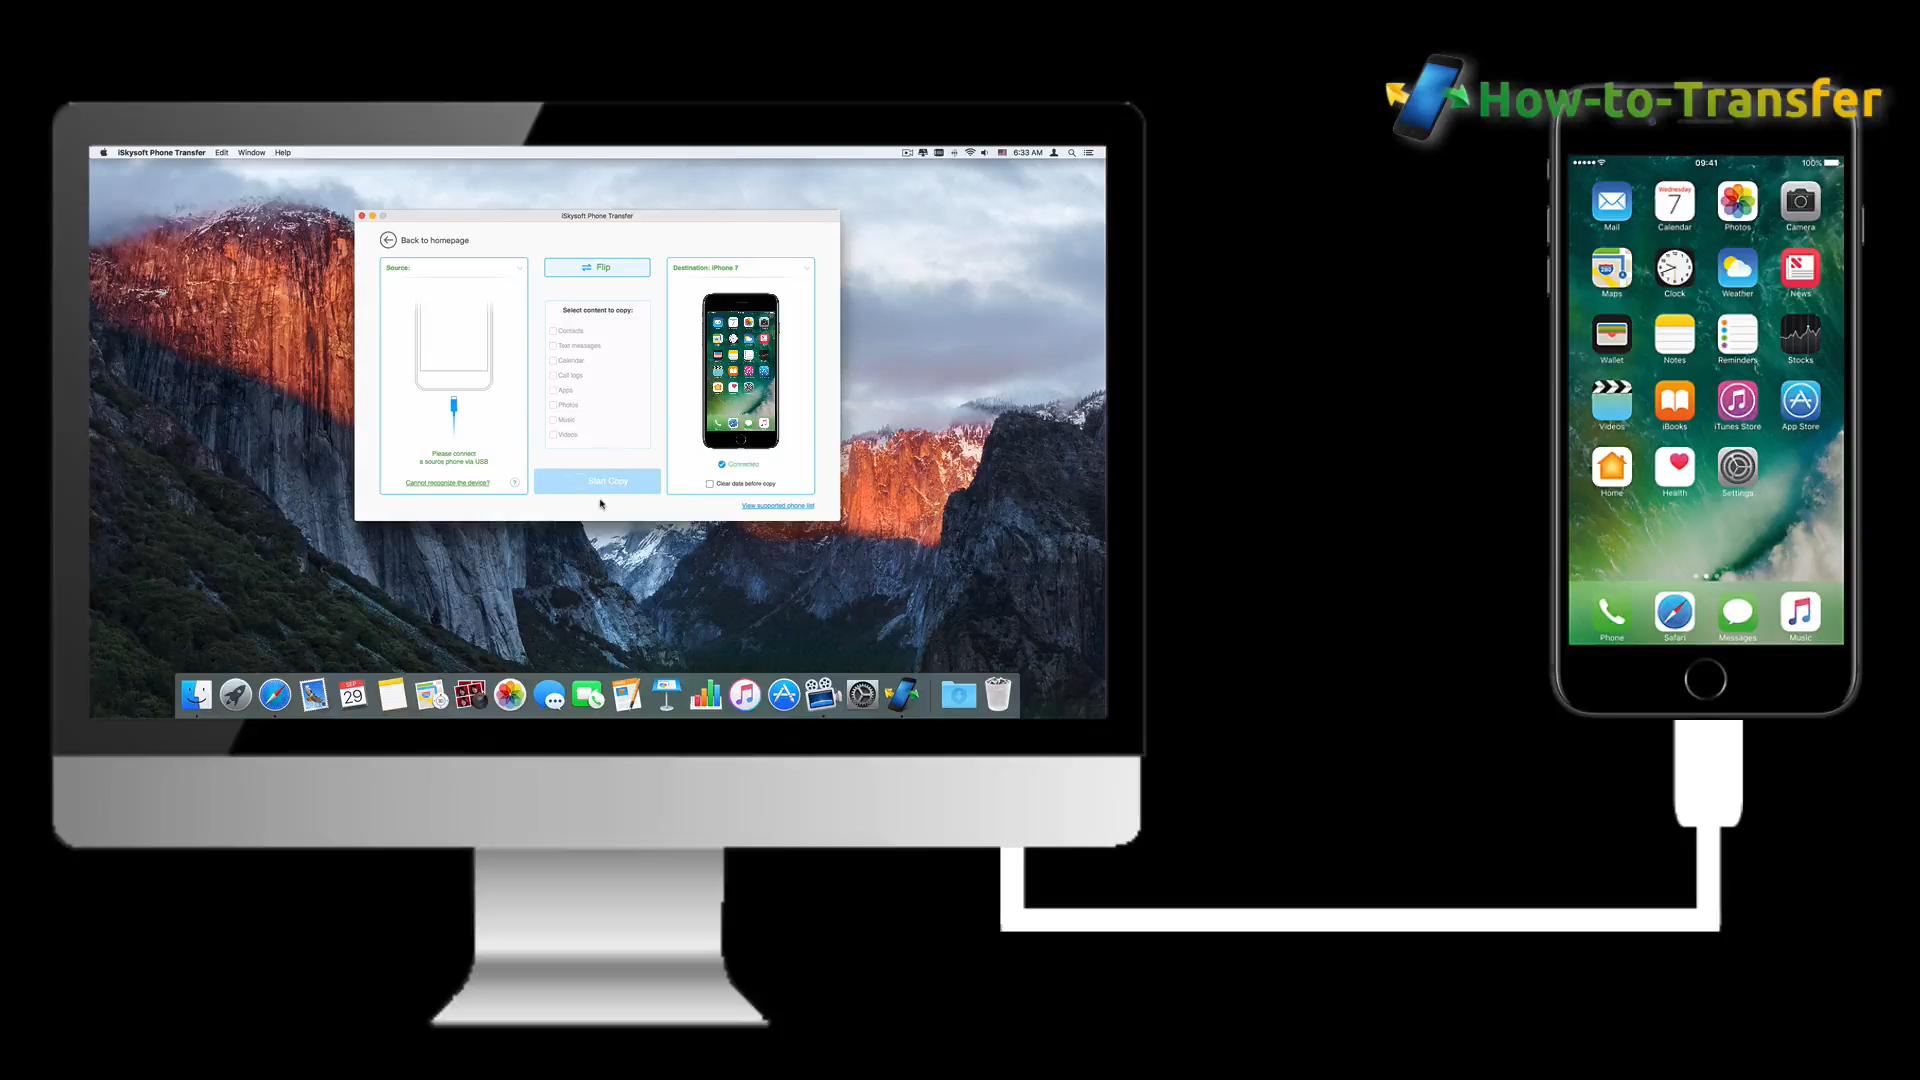 How-to-Transfer
iSkysoft Phone Transfer Edit Window Help
6:33 AM
iSkysoft Phone Transfer
Back to homepage
Source:
Flip
Destination: iPhone 7
Select content to copy:
Contacts
Text messages
Calendar
Call logs
Apps
Photos
Music
Videos
Please connect
a source phone via USB
Cannot recognize the device?
?
Start Copy
Connected
Clear data before copy
View supported phone list
SEP
29
09:41
100%
Wednesday
7
Mail Calendar Photos Camera
280
Maps Clock Weather News
Wallet Notes Reminders Stocks
Videos iBooks iTunes Store App Store
Home Health Settings
Phone Safari Messages Music